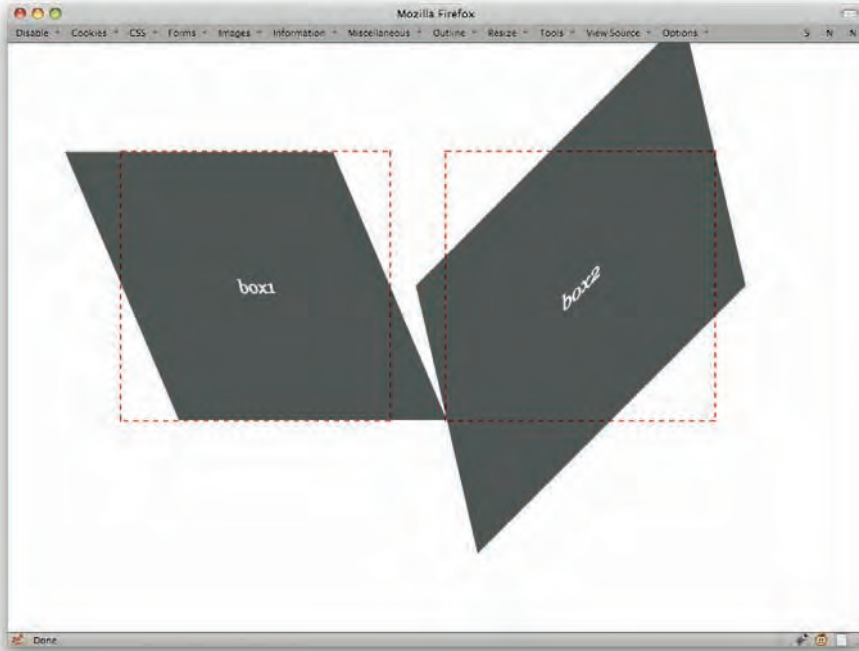 Mozilla Firefox
Disable Cookies CSS Forms Images Information Miscellaneous Outline Resize Tools View Source Options S N N
box1
box2
Done